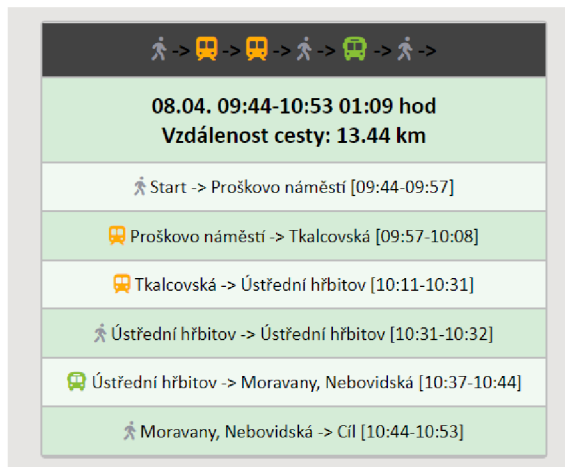 -> -> -> -> -> ->
08.04. 09:44-10:53 01:09 hod
Vzdálenost cesty: 13.44 km
Start -> Proškovo náměstí [09:44-09:57]
Proškovo náměstí -> Tkalcovská [09:57-10:08]
Tkalcovská -> Ústřední hřbitov [10:11-10:31]
Ústřední hřbitov -> Ústřední hřbitov [10:31-10:32]
Ústřední hřbitov -> Moravany, Nebovidská [10:37-10:44]
Moravany, Nebovidská -> Cíl [10:44-10:53]